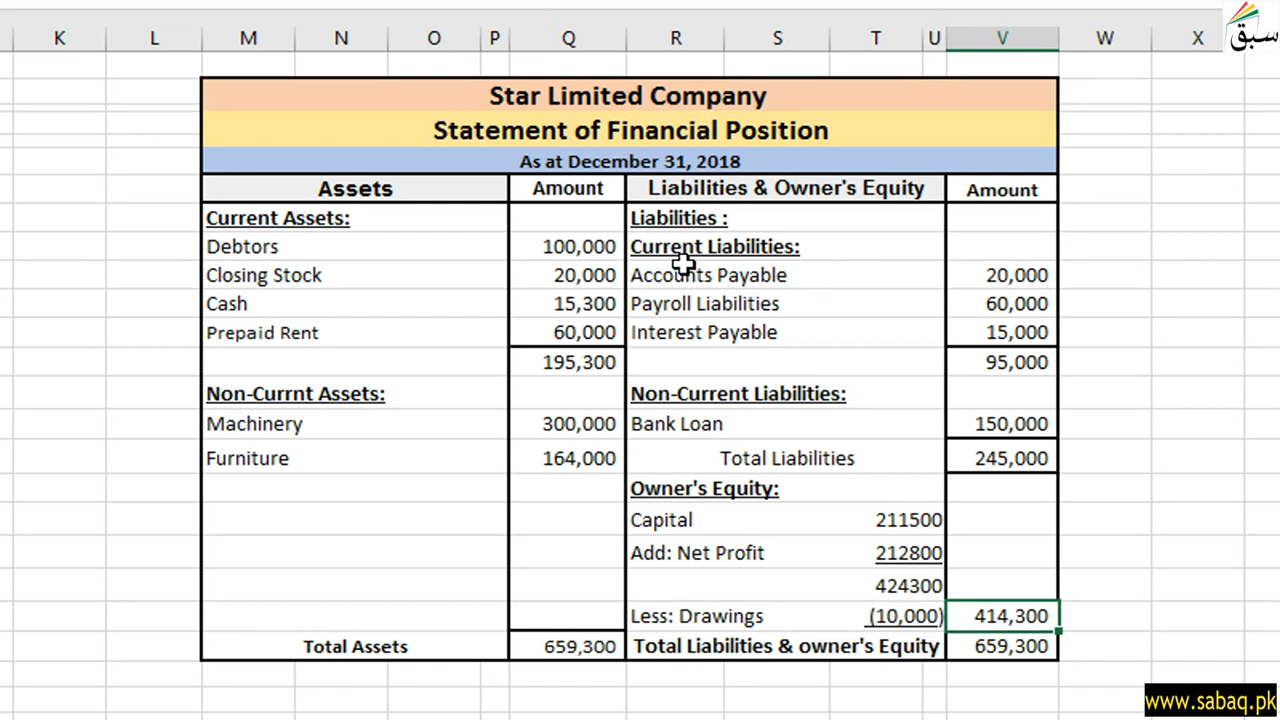 K L M N O P Q R S T U V W X
سبق
Star Limited Company
Statement of Financial Position
As at December 31, 2018
Assets Amount Liabilities & Owner's Equity Amount
Current Assets: Liabilities :
Debtors 100,000 Current Liabilities:
Closing Stock 20,000 Accounts Payable 20,000
Cash 15,300 Payroll Liabilities 60,000
Prepaid Rent 60,000 Interest Payable 15,000
195,300 95,000
Non-Currnt Assets: Non-Current Liabilities:
Machinery 300,000 Bank Loan 150,000
Furniture 164,000 Total Liabilities 245,000
Owner's Equity:
Capital 211500
Add: Net Profit 212800
424300
Less: Drawings (10,000) 414,300
Total Assets 659,300 Total Liabilities & owner's Equity 659,300
www.sabaq.pk